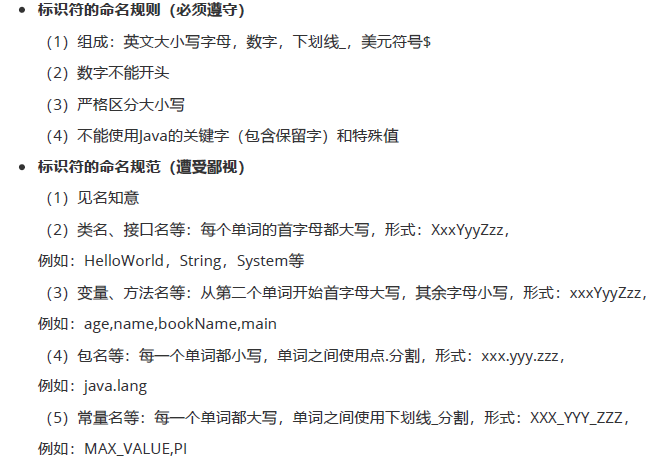 标识符的命名规则（必须遵守）
（1）组成：英文大小写字母，数字，下划线_，美元符号$
（2）数字不能开头
（3）严格区分大小写
（4）不能使用Java的关键字（包含保留字）和特殊值
标识符的命名规范（遭受鄙视）
（1）见名知意
（2）类名、接口名等：每个单词的首字母都大写，形式：XxxYyyZzz，
例如：HelloWorld，String，System等
（3）变量、方法名等：从第二个单词开始首字母大写，其余字母小写，形式：xxxYyyZzz，
例如：age,name,bookName,main
（4）包名等：每一个单词都小写，单词之间使用点.分割，形式：xxx.yyy.zzz，
例如：java.lang
（5）常量名等：每一个单词都大写，单词之间使用下划线_分割，形式：XXX_YYY_ZZZ，
例如：MAX_VALUE,PI